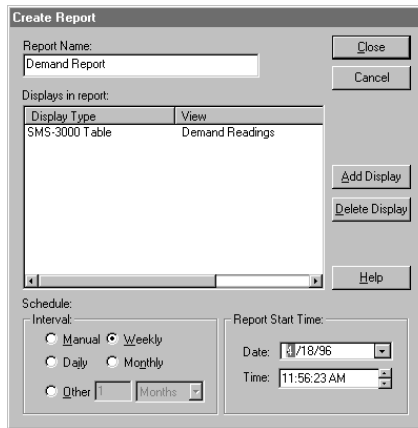 Create Report
Report Name:
Demand Report
Close
Cancel
Displays in report:
Display Type View
SMS-3000 Table Demand Readings
Add Display
Delete Display
Help
Schedule:
Interval:
Manual Weekly
Daily Monthly
Other 1 Months
Report Start Time:
Date: /18/96
Time: 11:56:23 AM